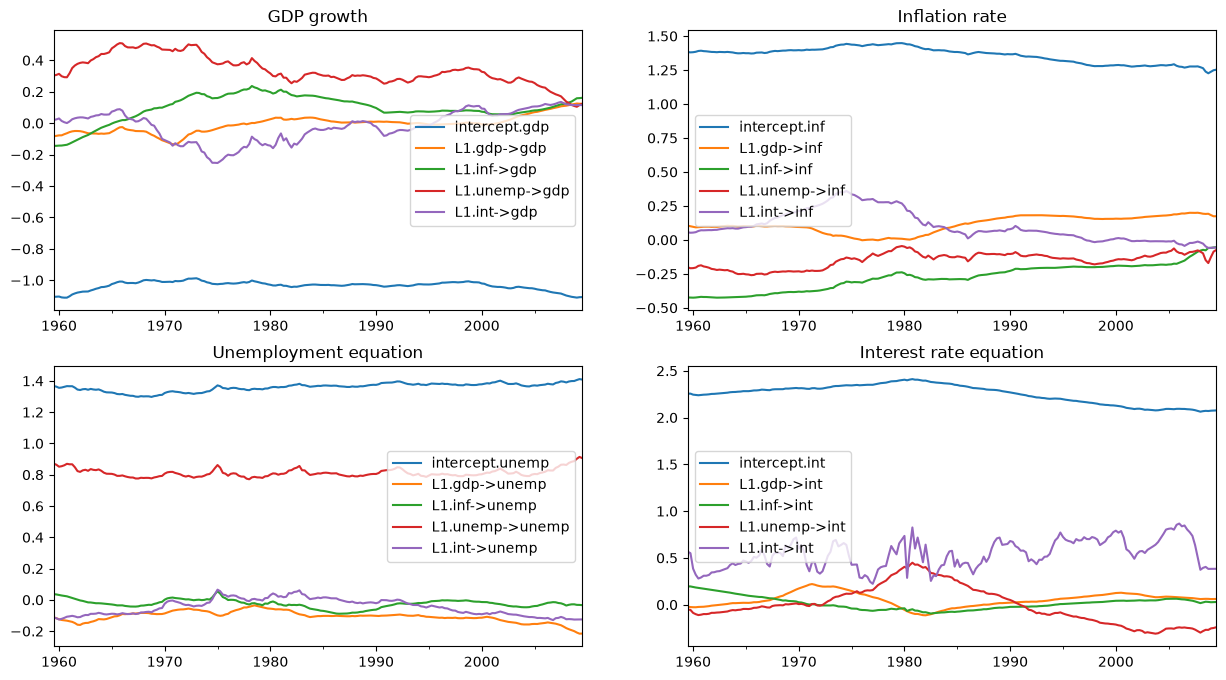 GDP growth
0.4
0.2
0.0
−0.2
−0.4
−0.6
−0.8
−1.0
intercept.gdp
L1.gdp->gdp
L1.inf->gdp
L1.unemp->gdp
L1.int->gdp
1960 1970 1980 1990 2000
Inflation rate
1.50
1.25
1.00
0.75
0.50
0.25
0.00
−0.25
−0.50
intercept.inf
L1.gdp->inf
L1.inf->inf
L1.unemp->inf
L1.int->inf
1960 1970 1980 1990 2000
Unemployment equation
1.4
1.2
1.0
0.8
0.6
0.4
0.2
0.0
−0.2
intercept.unemp
L1.gdp->unemp
L1.inf->unemp
L1.unemp->unemp
L1.int->unemp
1960 1970 1980 1990 2000
Interest rate equation
2.5
2.0
1.5
1.0
0.5
0.0
intercept.int
L1.gdp->int
L1.inf->int
L1.unemp->int
L1.int->int
1960 1970 1980 1990 2000